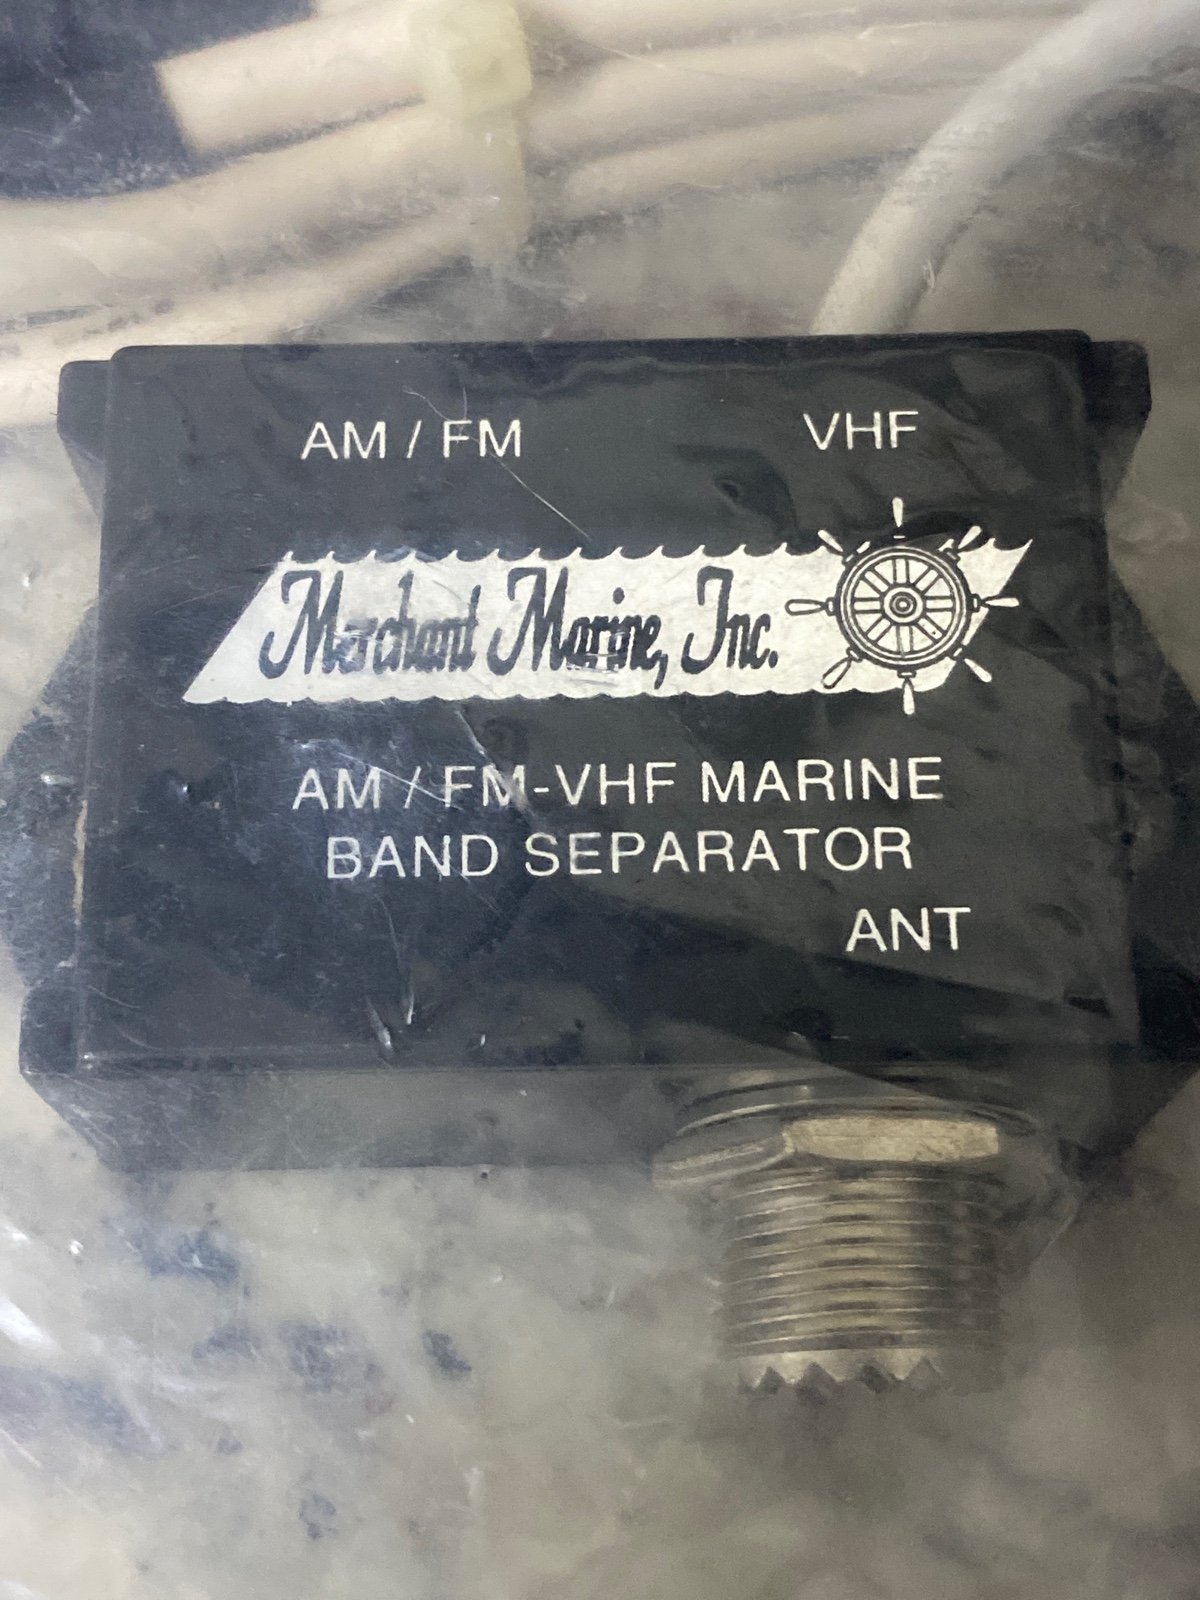 AM / FM VHF
Merchant Marine, Inc.
AM / FM-VHF MARINE
BAND SEPARATOR
ANT